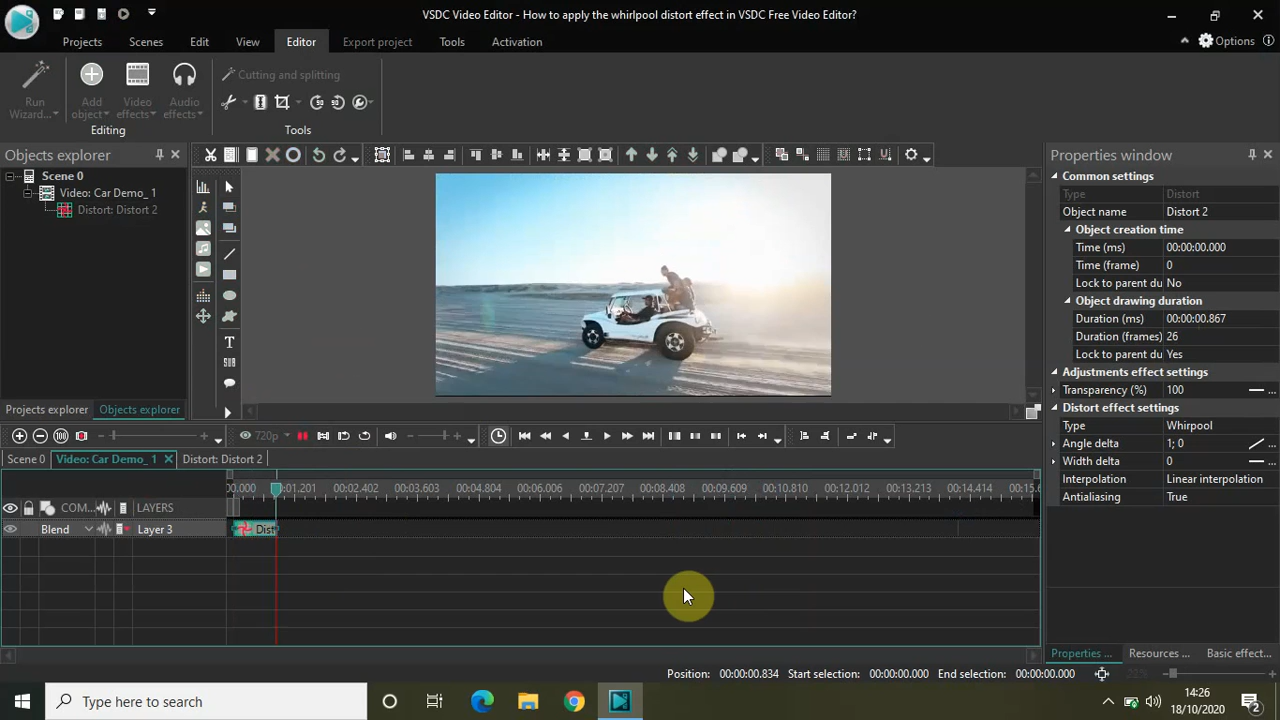 VSDC Video Editor - How to apply the whirlpool distort effect in VSDC Free Video Editor?
Projects Scenes Edit View Editor Export project Tools Activation Options
Run Wizard... Add object Video effects Audio effects
Cutting and splitting
Editing Tools
Objects explorer
Scene 0
Video: Car Demo_ 1
Distort: Distort 2
Projects explorer Objects explorer
Properties window
Common settings
Type Distort
Object name Distort 2
Object creation time
Time (ms) 00:00:00.000
Time (frame) 0
Lock to parent du No
Object drawing duration
Duration (ms) 00:00:00.867
Duration (frames) 26
Lock to parent du Yes
Adjustments effect settings
Transparency (%) 100
Distort effect settings
Type Whirlpool
Angle delta 1; 0
Width delta 0
Interpolation Linear interpolation
Antialiasing True
720p
Scene 0 Video: Car Demo_ 1 Distort: Distort 2
0.000 01.201 00:02.402 00:03.603 00:04.804 00:06.006 00:07.207 00:08.408 00:09.609 00:10.810 00:12.012 00:13.213 00:14.414 00:15.6
COM... LAYERS
Blend Layer 3 Dist
Properties ... Resources ... Basic effect...
Position: 00:00:00.834 Start selection: 00:00:00.000 End selection: 00:00:00.000
Type here to search
14:26
18/10/2020
2